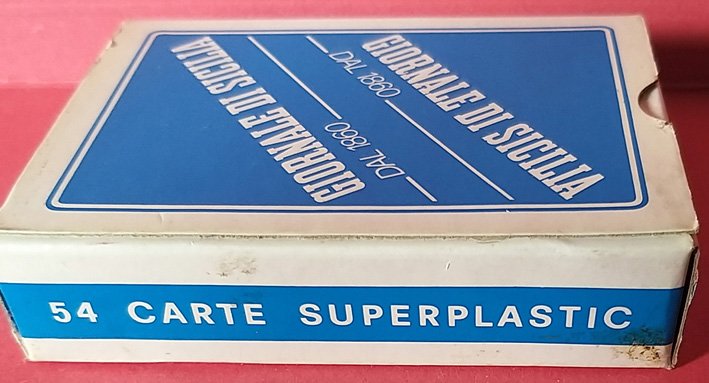 GIORNALE DI SICILIA
DAL 1860
DAL 1860
GIORNALE DI SICILIA
54 CARTE SUPERPLASTIC